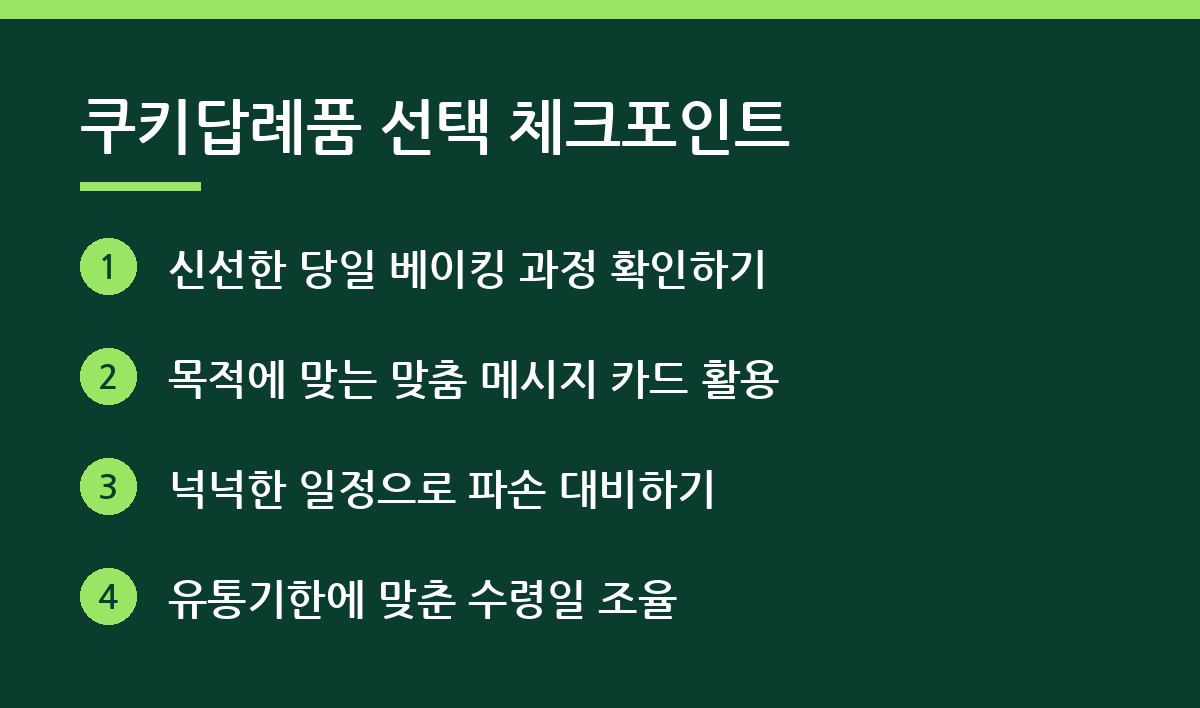 쿠키답례품 선택 체크포인트
1 신선한 당일 베이킹 과정 확인하기
2 목적에 맞는 맞춤 메시지 카드 활용
3 넉넉한 일정으로 파손 대비하기
4 유통기한에 맞춘 수령일 조율